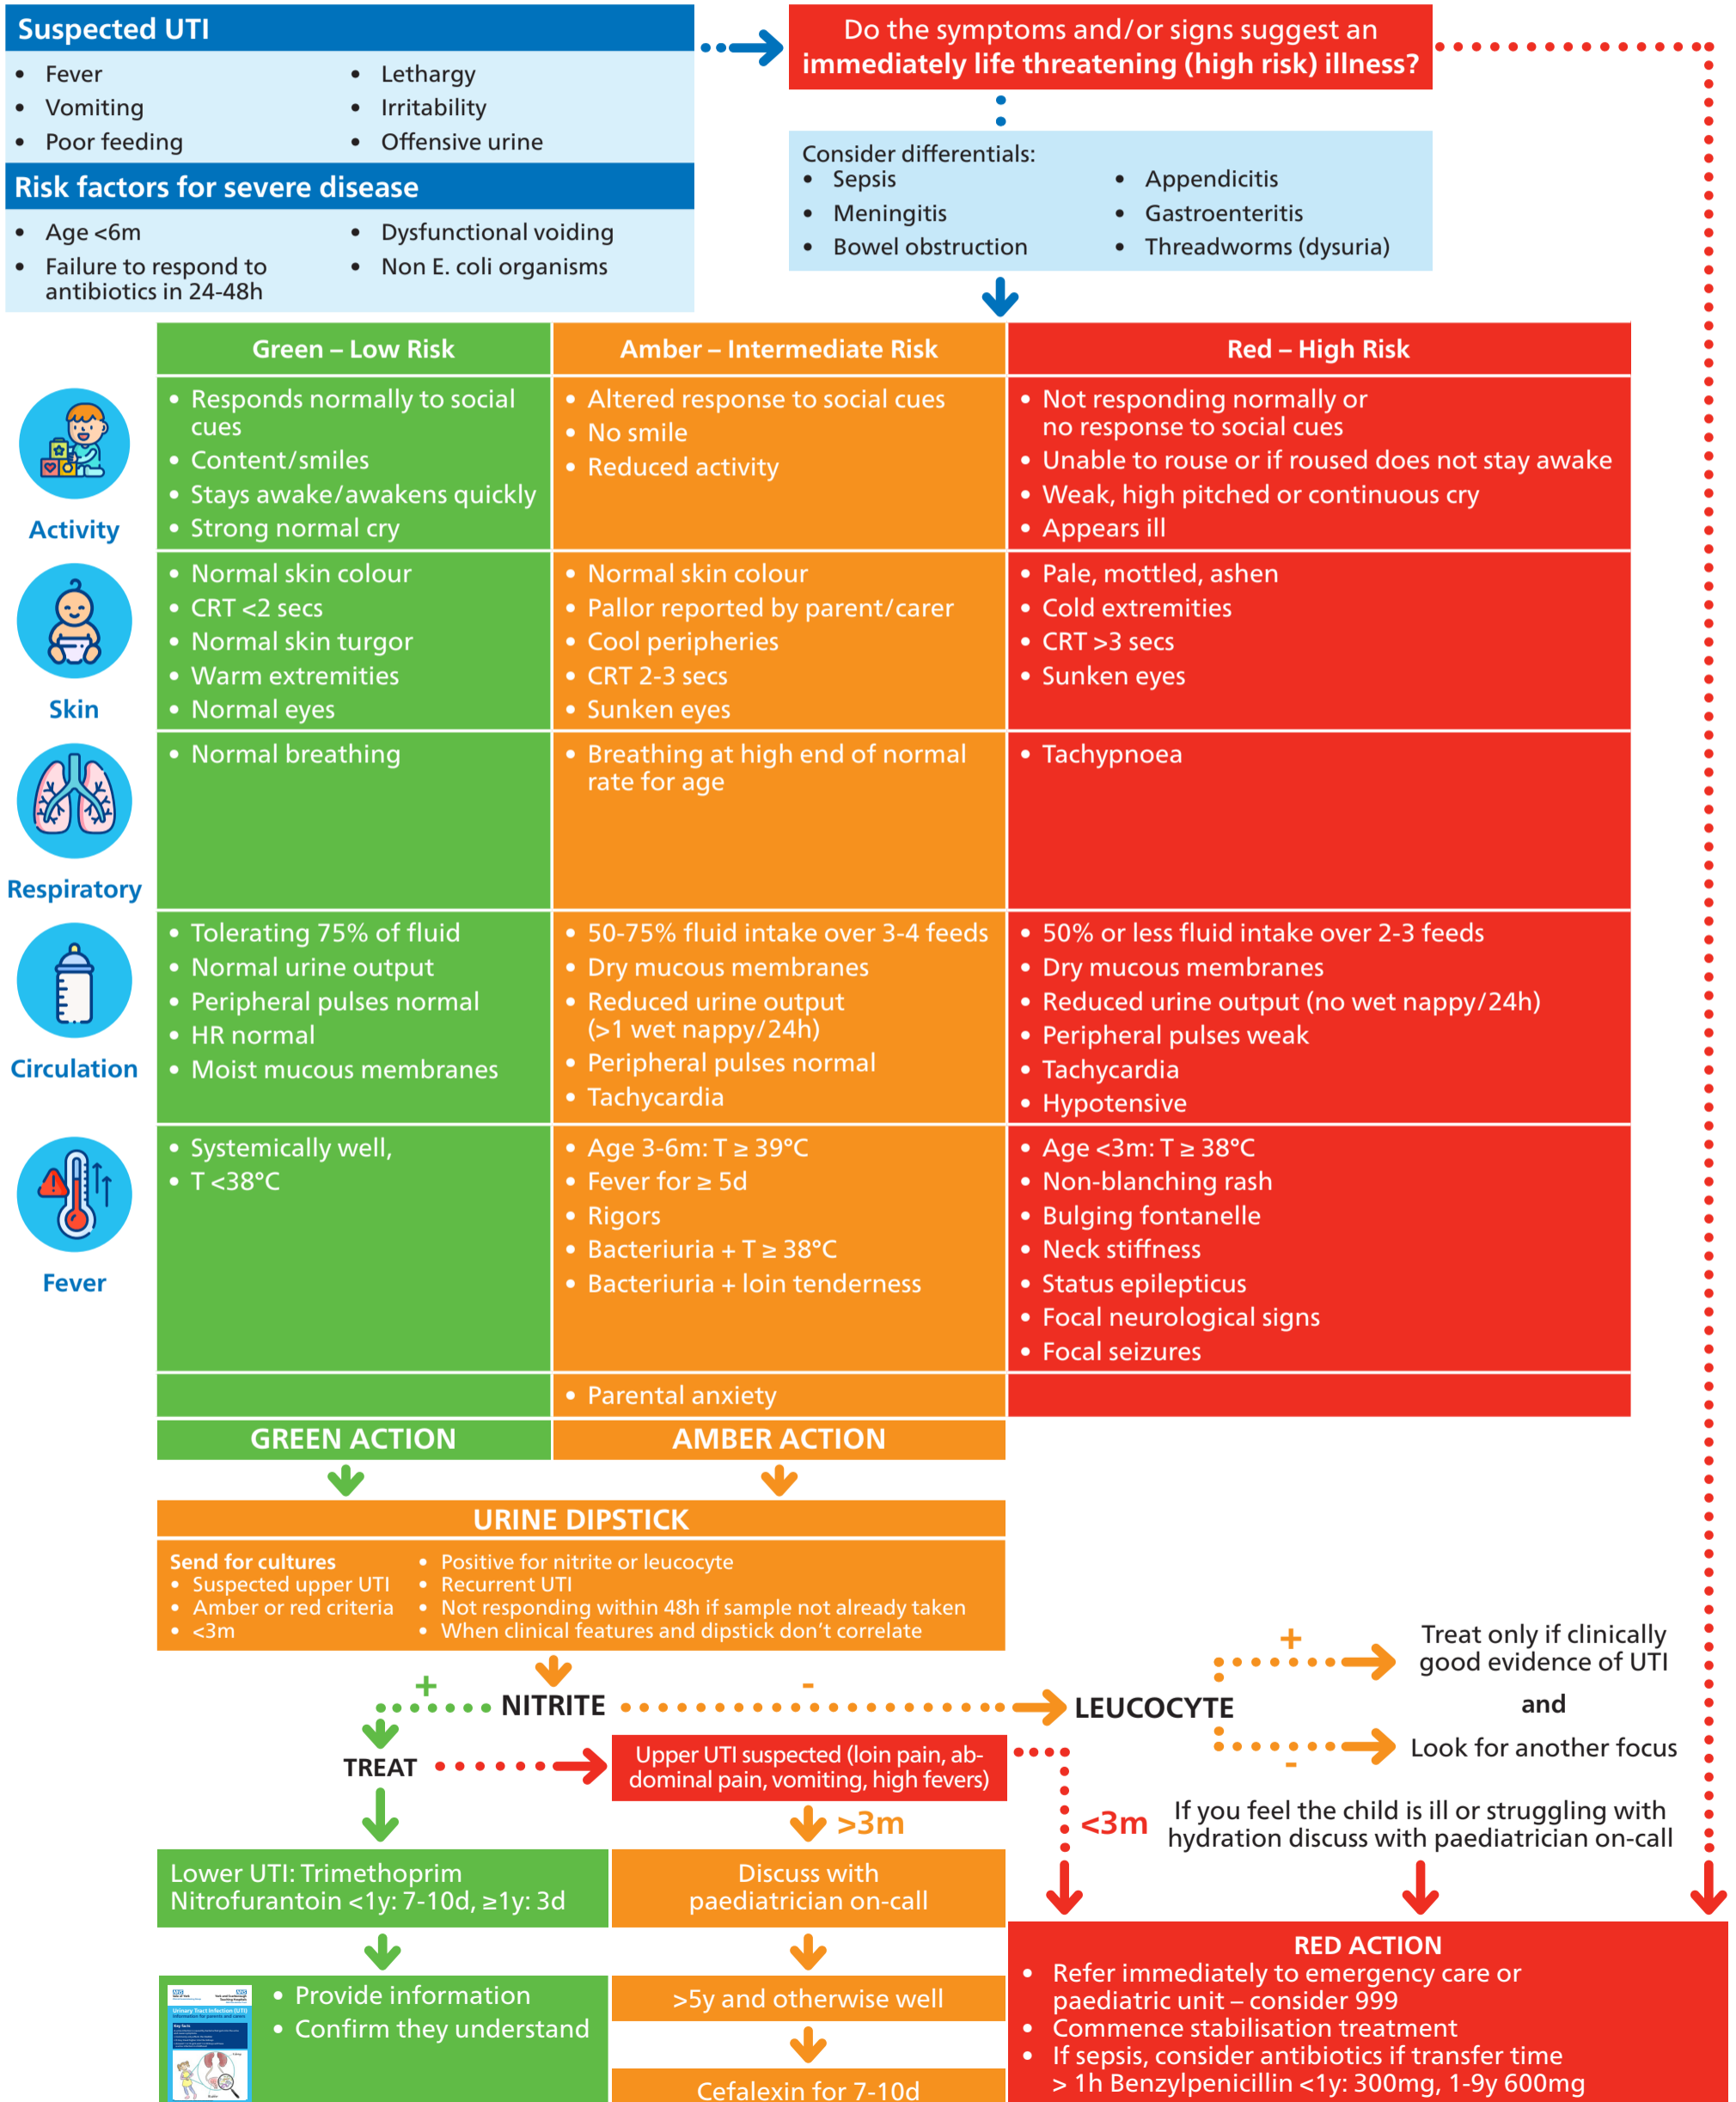 Suspected UTI
• Fever
• Vomiting
• Poor feeding
• Lethargy
• Irritability
• Offensive urine
Risk factors for severe disease
• Age <6m
• Failure to respond to
antibiotics in 24-48h
• Dysfunctional voiding
• Non E. coli organisms
Do the symptoms and/or signs suggest an
immediately life threatening (high risk) illness?
Consider differentials:
• Sepsis
• Meningitis
• Bowel obstruction
• Appendicitis
• Gastroenteritis
• Threadworms (dysuria)
Green – Low Risk
Amber – Intermediate Risk
Red – High Risk
Activity
• Responds normally to social
cues
• Content/smiles
• Stays awake/awakens quickly
• Strong normal cry
• Altered response to social cues
• No smile
• Reduced activity
• Not responding normally or
no response to social cues
• Unable to rouse or if roused does not stay awake
• Weak, high pitched or continuous cry
• Appears ill
Skin
• Normal skin colour
• CRT <2 secs
• Normal skin turgor
• Warm extremities
• Normal eyes
• Normal skin colour
• Pallor reported by parent/carer
• Cool peripheries
• CRT 2-3 secs
• Sunken eyes
• Pale, mottled, ashen
• Cold extremities
• CRT >3 secs
• Sunken eyes
Respiratory
• Normal breathing
• Breathing at high end of normal
rate for age
• Tachypnoea
Circulation
• Tolerating 75% of fluid
• Normal urine output
• Peripheral pulses normal
• HR normal
• Moist mucous membranes
• 50-75% fluid intake over 3-4 feeds
• Dry mucous membranes
• Reduced urine output
(>1 wet nappy/24h)
• Peripheral pulses normal
• Tachycardia
• 50% or less fluid intake over 2-3 feeds
• Dry mucous membranes
• Reduced urine output (no wet nappy/24h)
• Peripheral pulses weak
• Tachycardia
• Hypotensive
Fever
• Systemically well,
• T <38°C
• Age 3-6m: T ≥ 39°C
• Fever for ≥ 5d
• Rigors
• Bacteriuria + T ≥ 38°C
• Bacteriuria + loin tenderness
• Age <3m: T ≥ 38°C
• Non-blanching rash
• Bulging fontanelle
• Neck stiffness
• Status epilepticus
• Focal neurological signs
• Focal seizures
• Parental anxiety
GREEN ACTION
AMBER ACTION
URINE DIPSTICK
Send for cultures
• Suspected upper UTI
• Amber or red criteria
• <3m
• Positive for nitrite or leucocyte
• Recurrent UTI
• Not responding within 48h if sample not already taken
• When clinical features and dipstick don't correlate
+
NITRITE
-
LEUCOCYTE
+
Treat only if clinically
good evidence of UTI
and
-
Look for another focus
TREAT
Upper UTI suspected (loin pain, ab-
dominal pain, vomiting, high fevers)
>3m
<3m
If you feel the child is ill or struggling with
hydration discuss with paediatrician on-call
Lower UTI: Trimethoprim
Nitrofurantoin <1y: 7-10d, ≥1y: 3d
Discuss with
paediatrician on-call
Urinary Tract Infection (UTI)
Information for parents and carers
Key facts
• Provide information
• Confirm they understand
>5y and otherwise well
Cefalexin for 7-10d
RED ACTION
• Refer immediately to emergency care or
paediatric unit – consider 999
• Commence stabilisation treatment
• If sepsis, consider antibiotics if transfer time
> 1h Benzylpenicillin <1y: 300mg, 1-9y 600mg